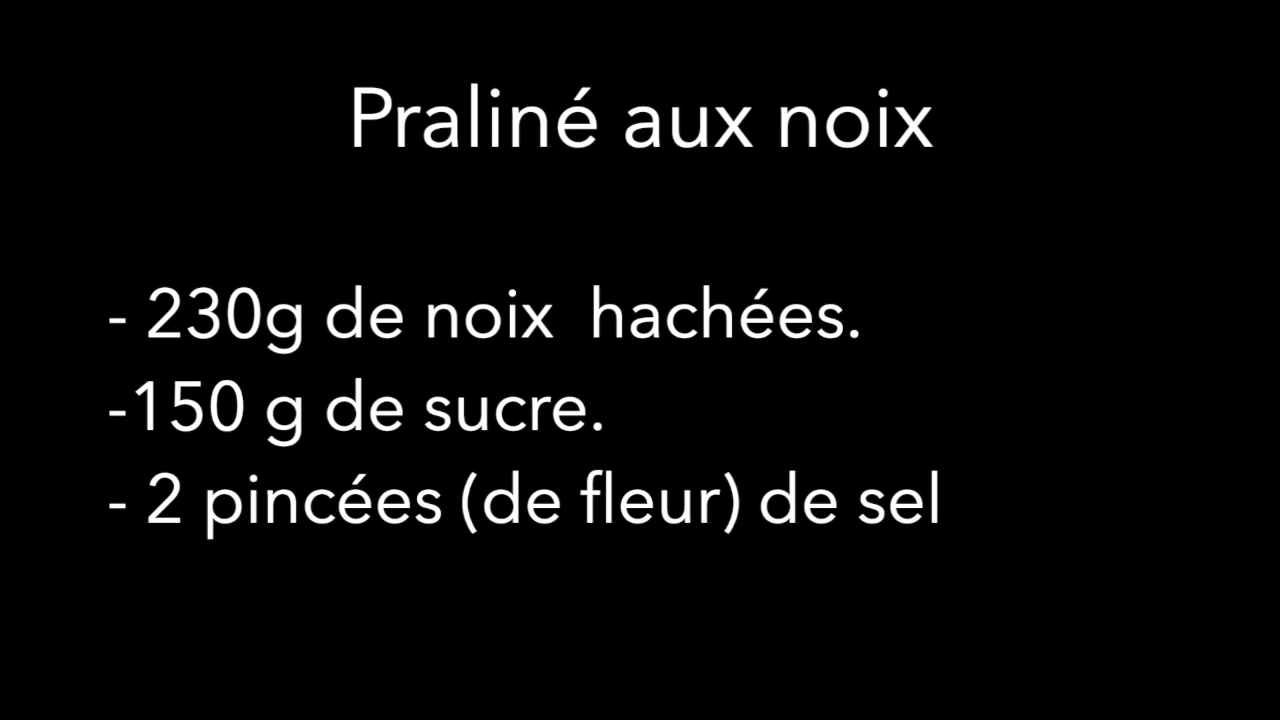 Praliné aux noix
- 230g de noix  hachées.
-150 g de sucre.
- 2 pincées (de fleur) de sel